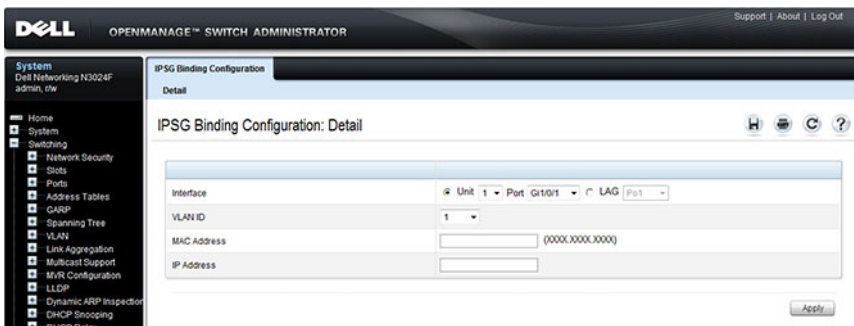 Support | About | Log Out
DELL OPENMANAGE™ SWITCH ADMINISTRATOR
System
Dell Networking N3024F
admin, r/w
IPSG Binding Configuration
Detail
Home
System
Switching
Network Security
Slots
Ports
Address Tables
GARP
Spanning Tree
VLAN
Link Aggregation
Multicast Support
MVR Configuration
LLDP
Dynamic ARP Inspection
DHCP Snooping
IPSG Binding Configuration: Detail
Interface Unit 1 Port Gi1/0/1 LAG Po1
VLAN ID 1
MAC Address (XXXX.XXXX.XXXX)
IP Address
Apply